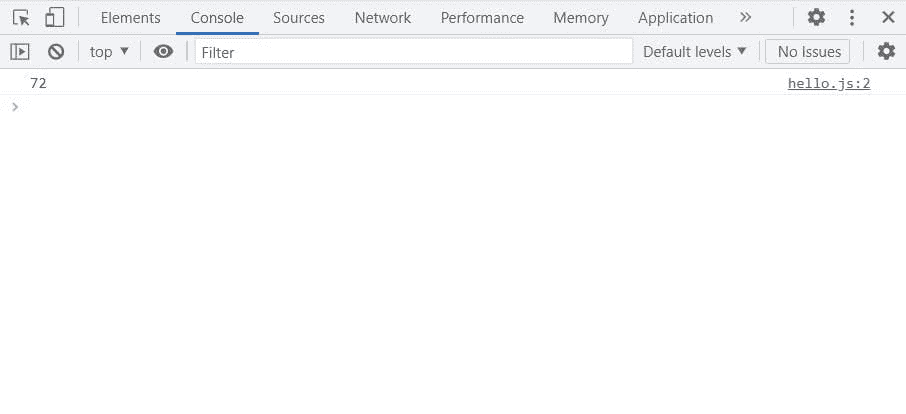 Elements Console Sources Network Performance Memory Application »
top ▼ Filter Default levels ▼ No Issues
72 hello.js:2
>